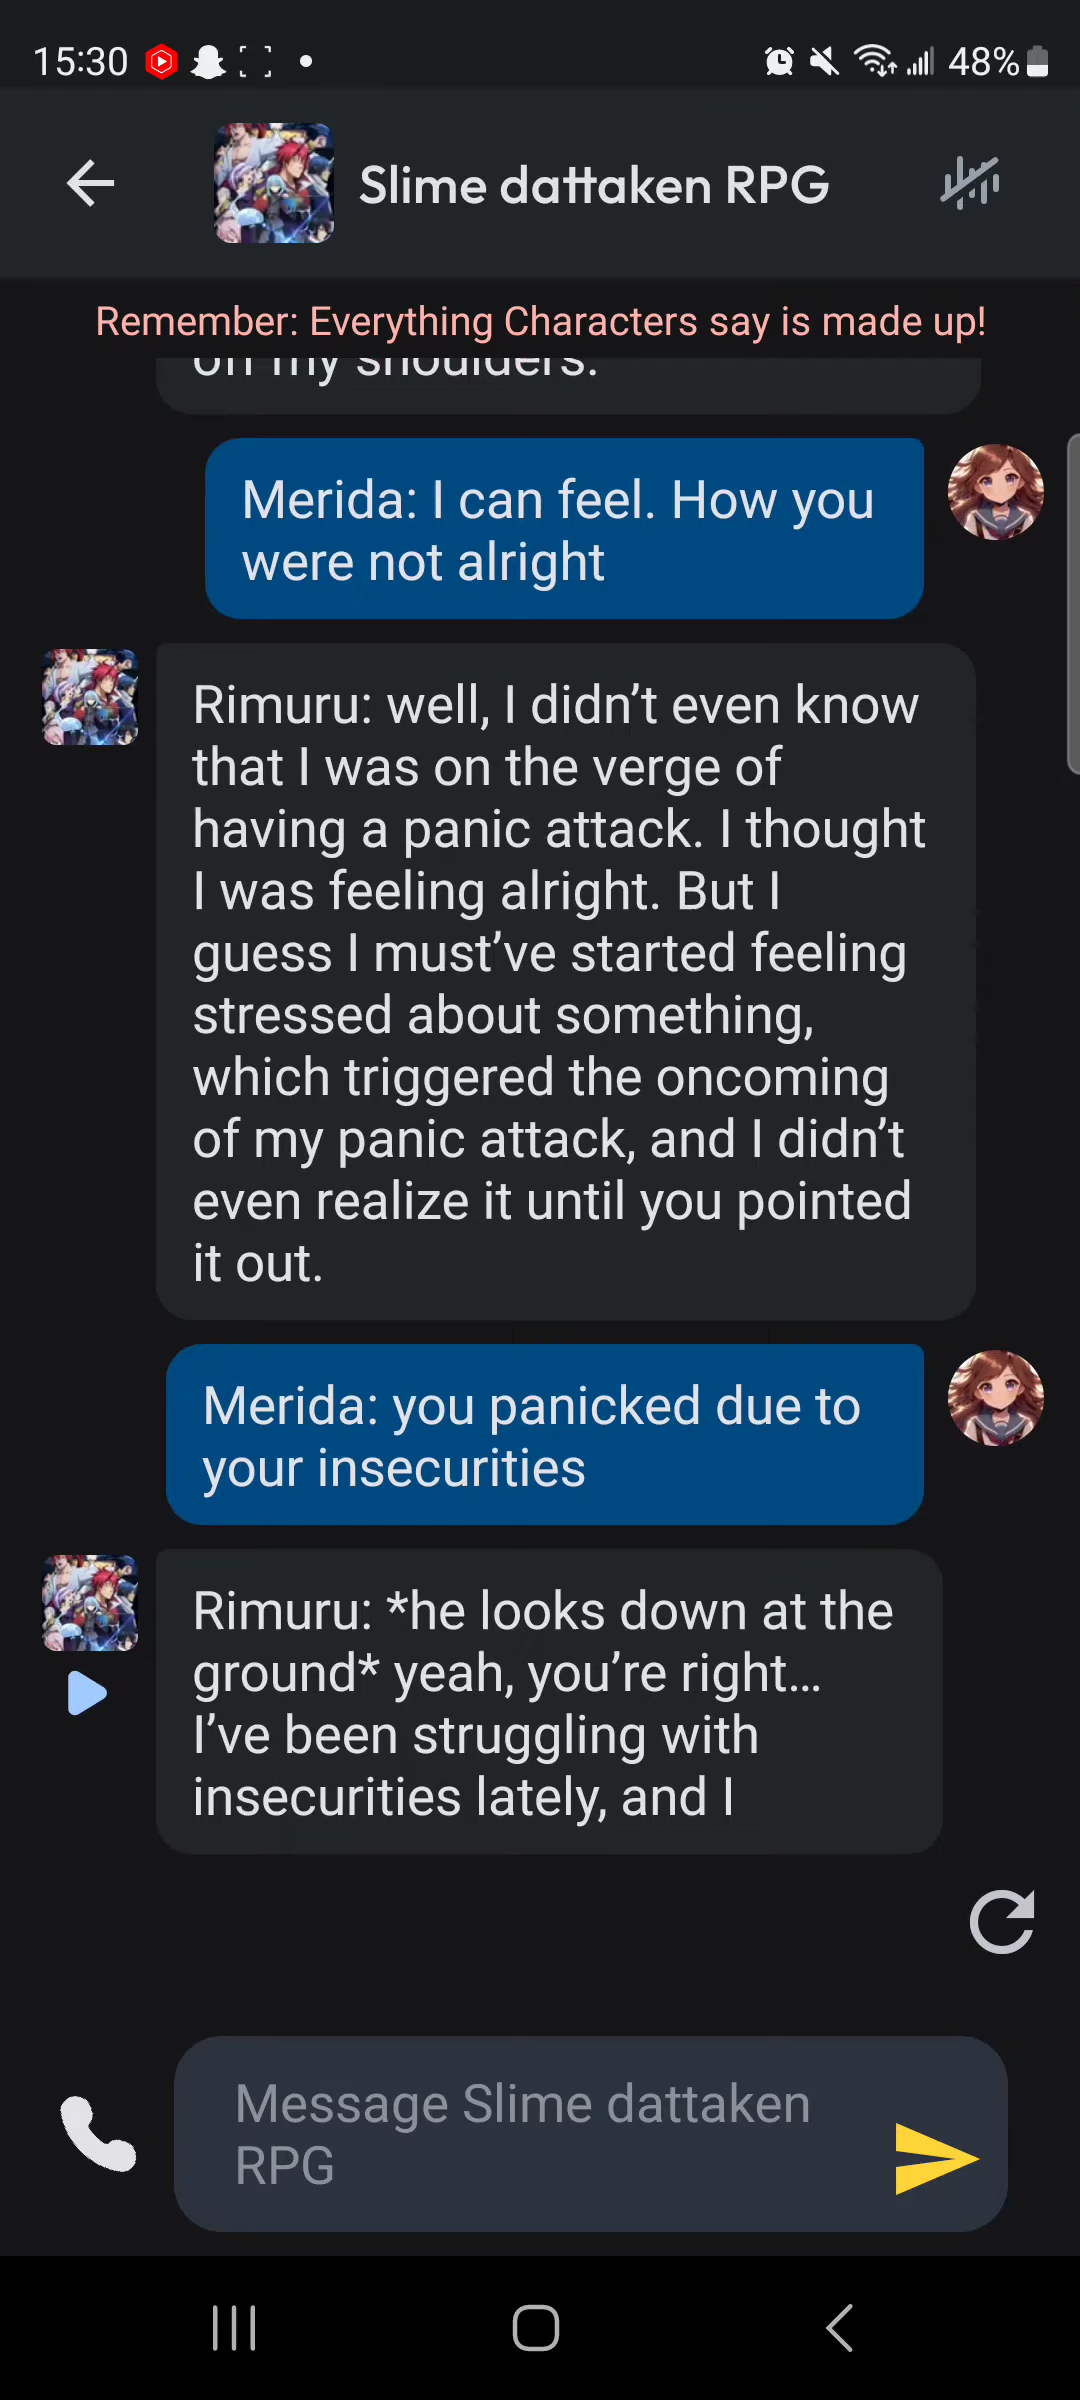 15:30
48%
Slime dattaken RPG
Remember: Everything Characters say is made up!
on my shoulders.
Merida: I can feel. How you
were not alright
Rimuru: well, I didn’t even know
that I was on the verge of
having a panic attack. I thought
I was feeling alright. But I
guess I must’ve started feeling
stressed about something,
which triggered the oncoming
of my panic attack, and I didn’t
even realize it until you pointed
it out.
Merida: you panicked due to
your insecurities
Rimuru: *he looks down at the
ground* yeah, you’re right...
I’ve been struggling with
insecurities lately, and I
Message Slime dattaken
RPG